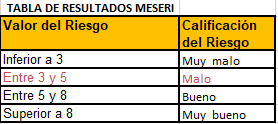 TABLA DE RESULTADOS MESERI
Valor del Riesgo Calificación del Riesgo
Inferior a 3 Muy malo
Entre 3 y 5 Malo
Entre 5 y 8 Bueno
Superior a 8 Muy bueno